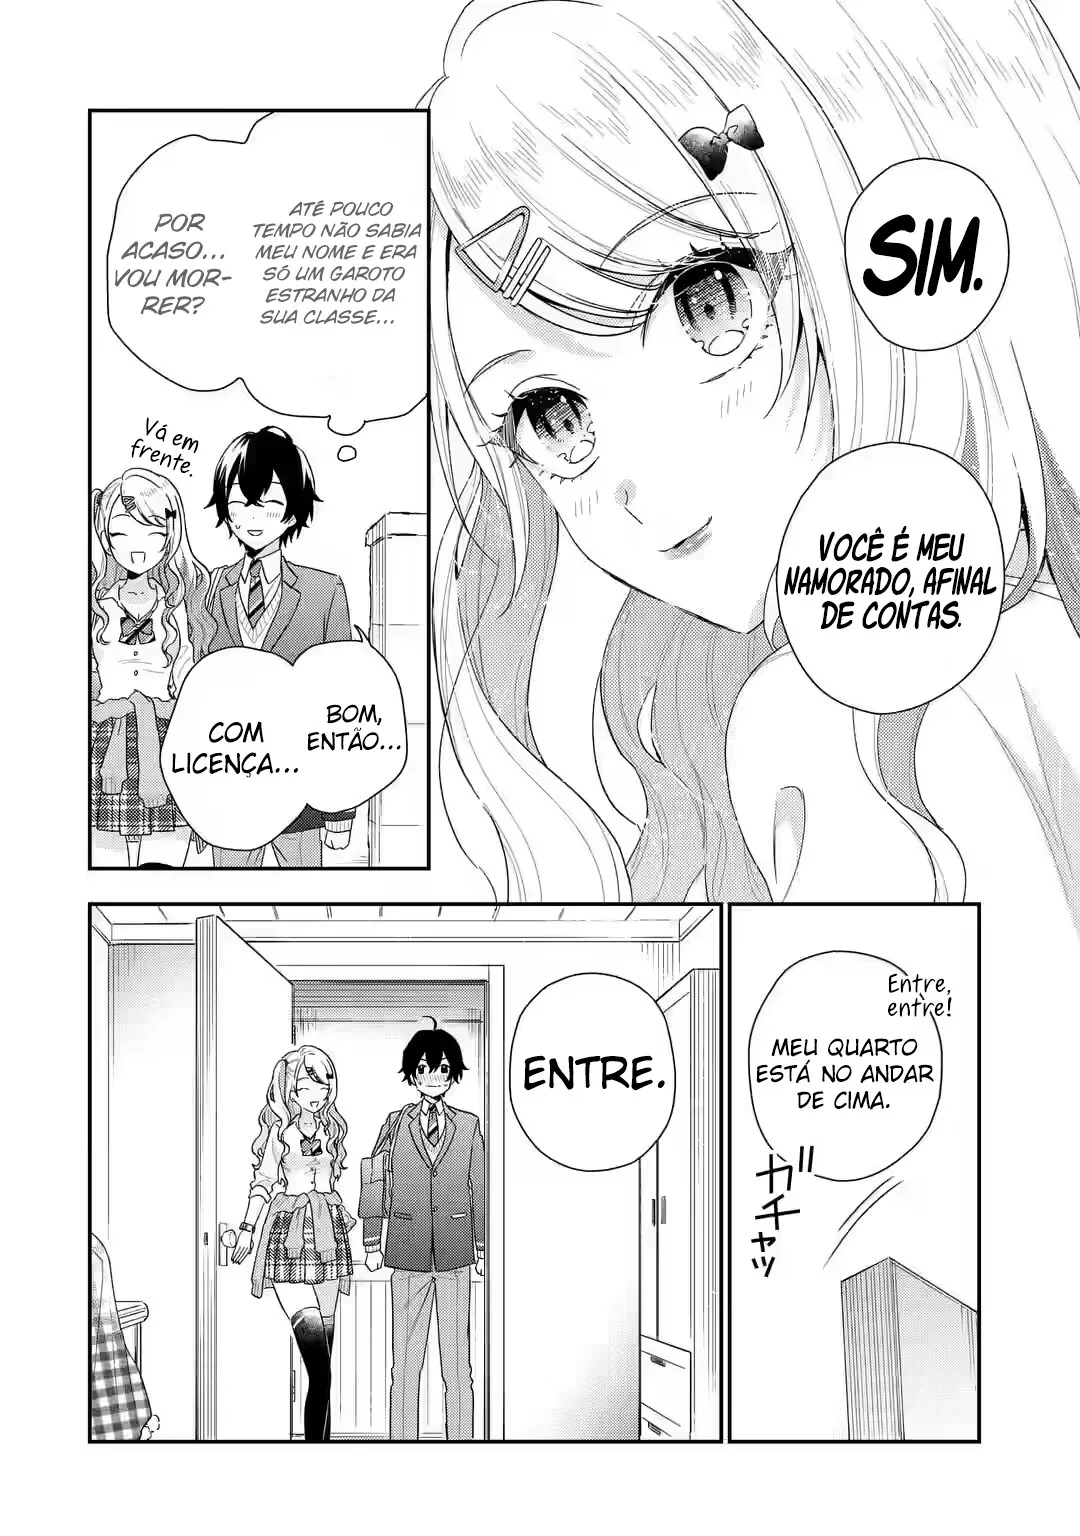 SIM.
VOCÊ É MEU
NAMORADO, AFINAL
DE CONTAS.
ATÉ POUCO
TEMPO NÃO SABIA
MEU NOME E ERA
SÓ UM GAROTO
ESTRANHO DA
SUA CLASSE...
POR
ACASO...
VOU MOR-
RER?
Vá em
frente.
BOM,
ENTÃO...
COM
LICENÇA...
Entre,
entre!
MEU QUARTO
ESTÁ NO ANDAR
DE CIMA.
ガチャッ
ENTRE.